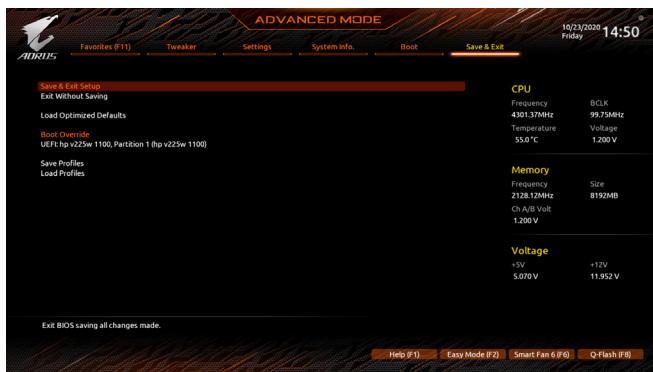 ADVANCED MODE
10/23/2020
Friday
14:50
AORUS
Favorites (F11) Tweaker Settings System Info. Boot Save & Exit
Save & Exit Setup
Exit Without Saving
Load Optimized Defaults
Boot Override
UEFI: hp v225w 1100, Partition 1 (hp v225w 1100)
Save Profiles
Load Profiles
CPU
Frequency BCLK
4301.37MHz 99.75MHz
Temperature Voltage
55.0 °C 1.200 V
Memory
Frequency Size
2128.12MHz 8192MB
Ch A/B Volt
1.200 V
Voltage
+5V +12V
5.070 V 11.952 V
Exit BIOS saving all changes made.
Help (F1) Easy Mode (F2) Smart Fan 6 (F6) Q-Flash (F8)